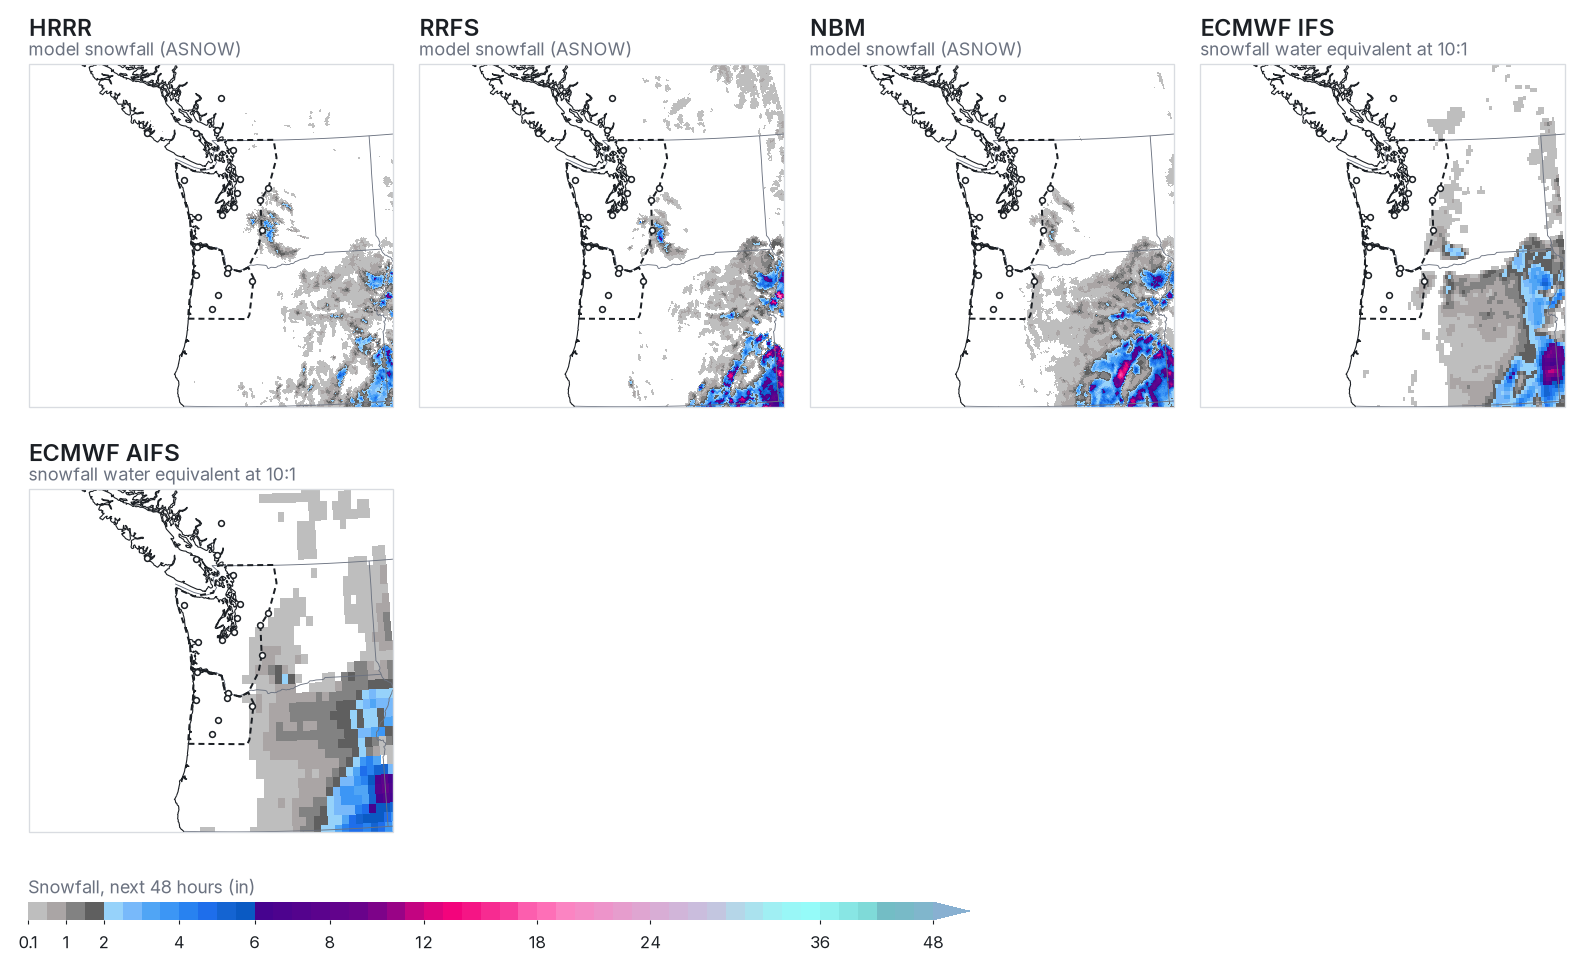 HRRR
model snowfall (ASNOW)
RRFS
model snowfall (ASNOW)
NBM
model snowfall (ASNOW)
ECMWF IFS
snowfall water equivalent at 10:1
ECMWF AIFS
snowfall water equivalent at 10:1
Snowfall, next 48 hours (in)
0.1 1 2 4 6 8 12 18 24 36 48